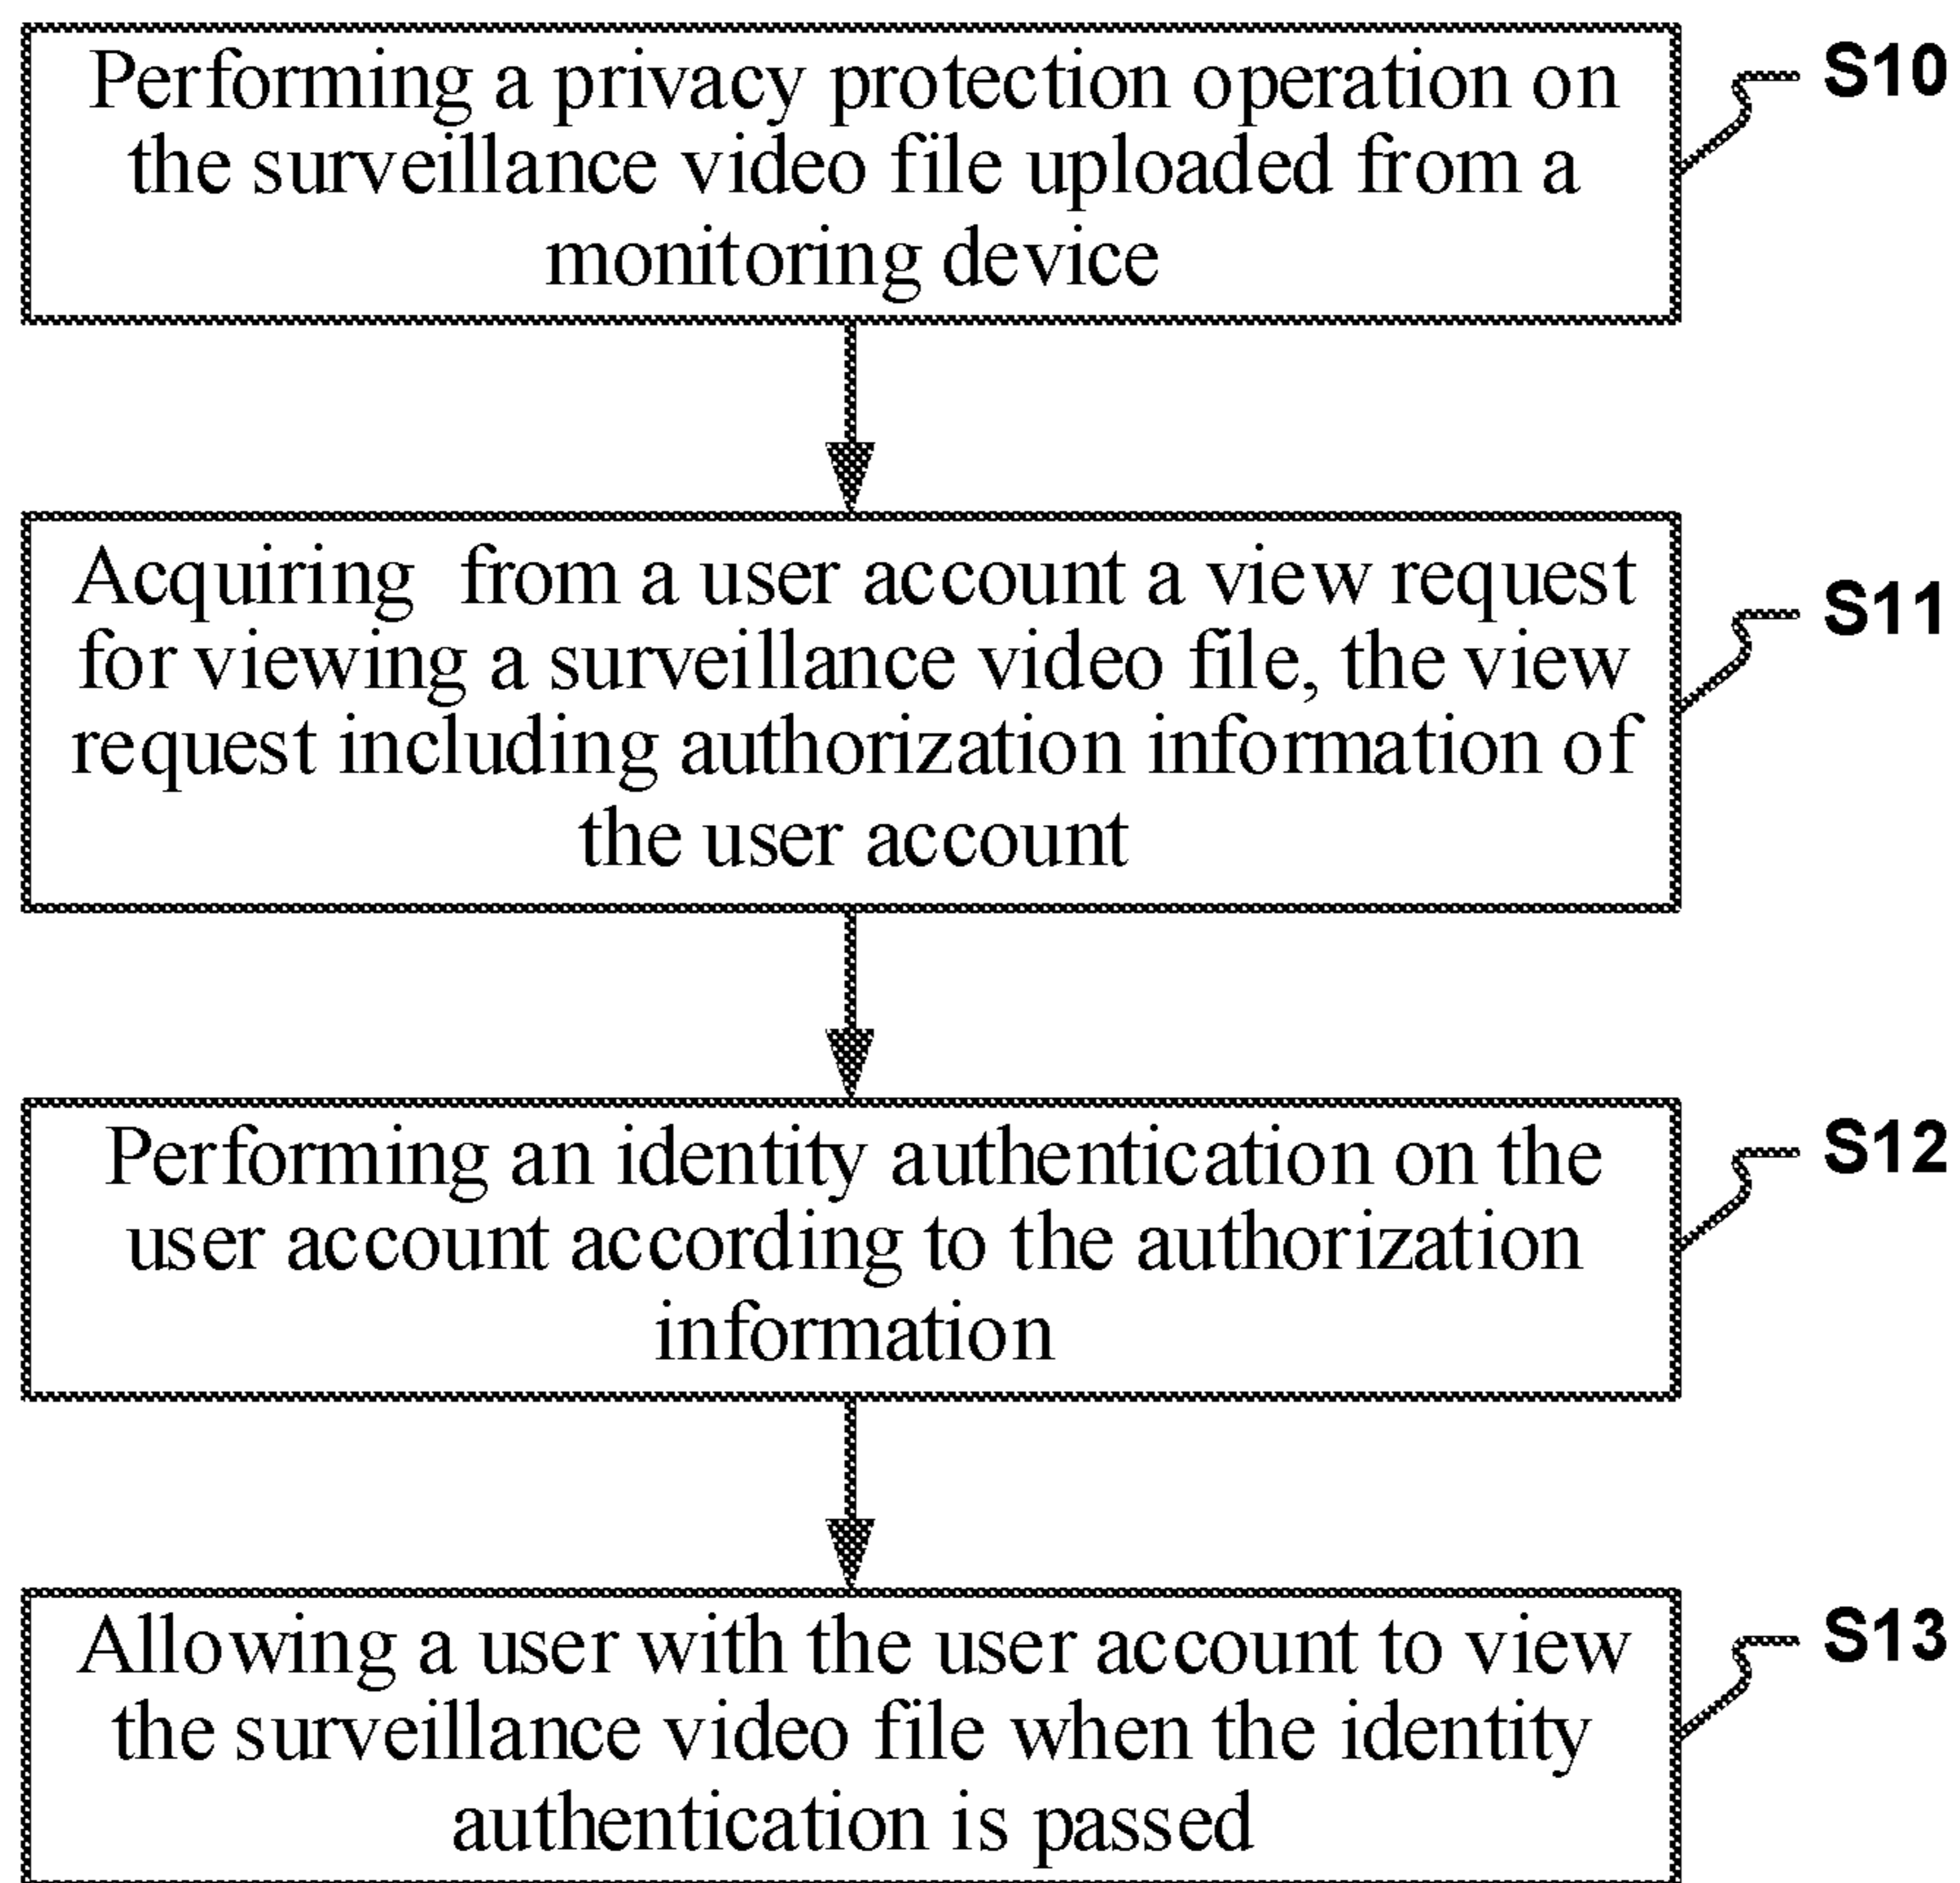 Performing a privacy protection operation on
the surveillance video file uploaded from a
monitoring device
S10
Acquiring from a user account a view request
for viewing a surveillance video file, the view
request including authorization information of
the user account
S11
Performing an identity authentication on the
user account according to the authorization
information
S12
Allowing a user with the user account to view
the surveillance video file when the identity
authentication is passed
S13